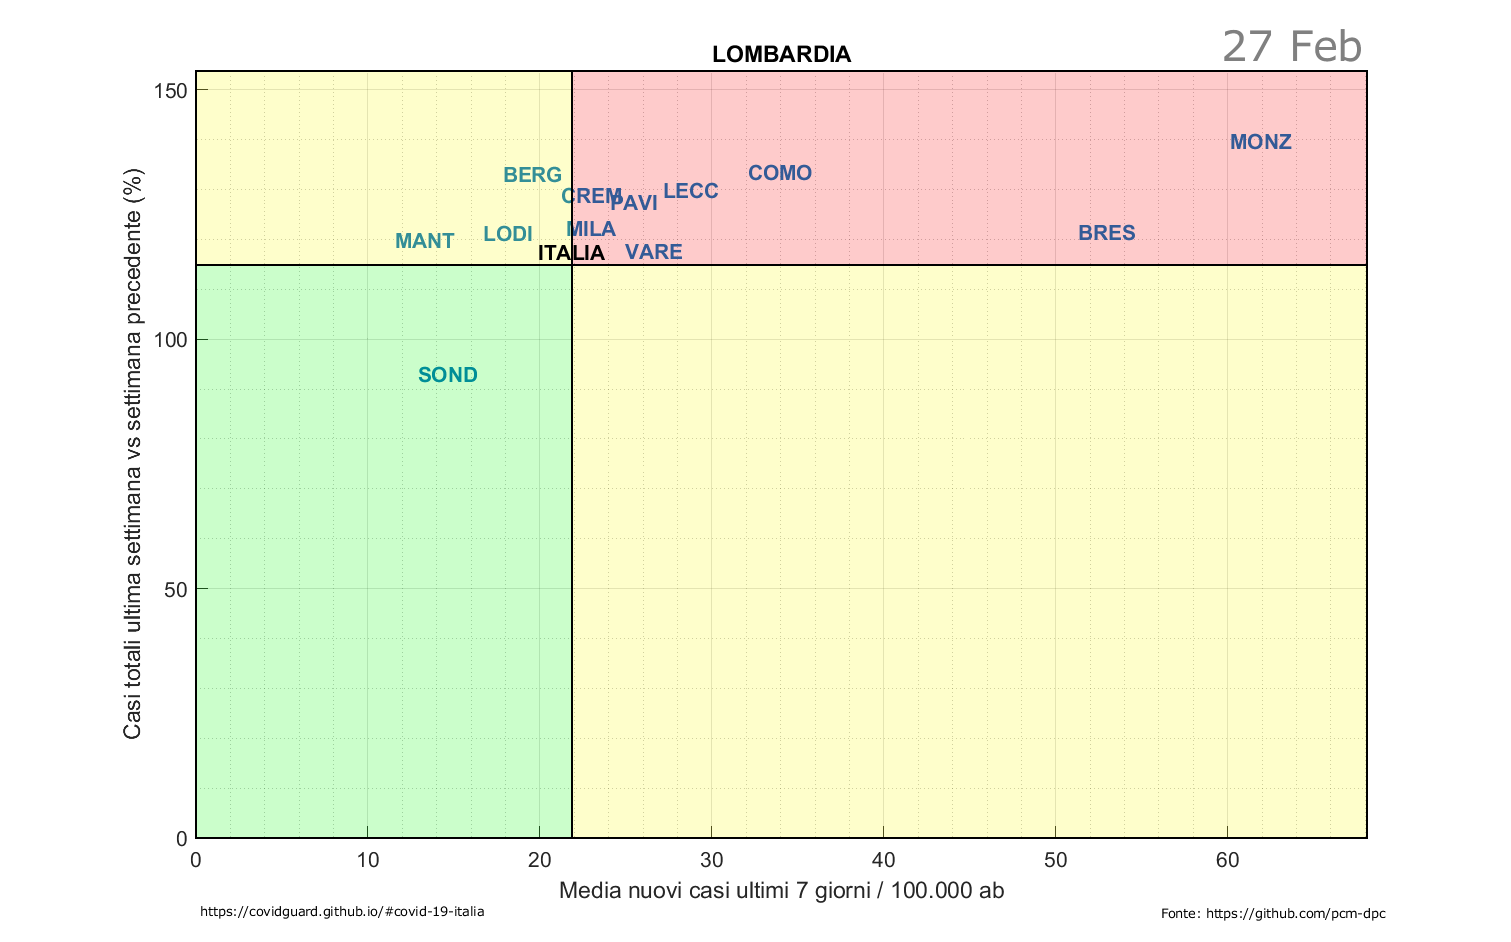 27 Feb
LOMBARDIA
150
100
50
0
Casi totali ultima settimana vs settimana precedente (%)
MONZ
COMO
BERG
LECC
CREM
PAVI
MILA
BRES
LODI
MANT
ITALIA
VARE
SOND
0 10 20 30 40 50 60
Media nuovi casi ultimi 7 giorni / 100.000 ab
https://covidguard.github.io/#covid-19-italia
Fonte: https://github.com/pcm-dpc